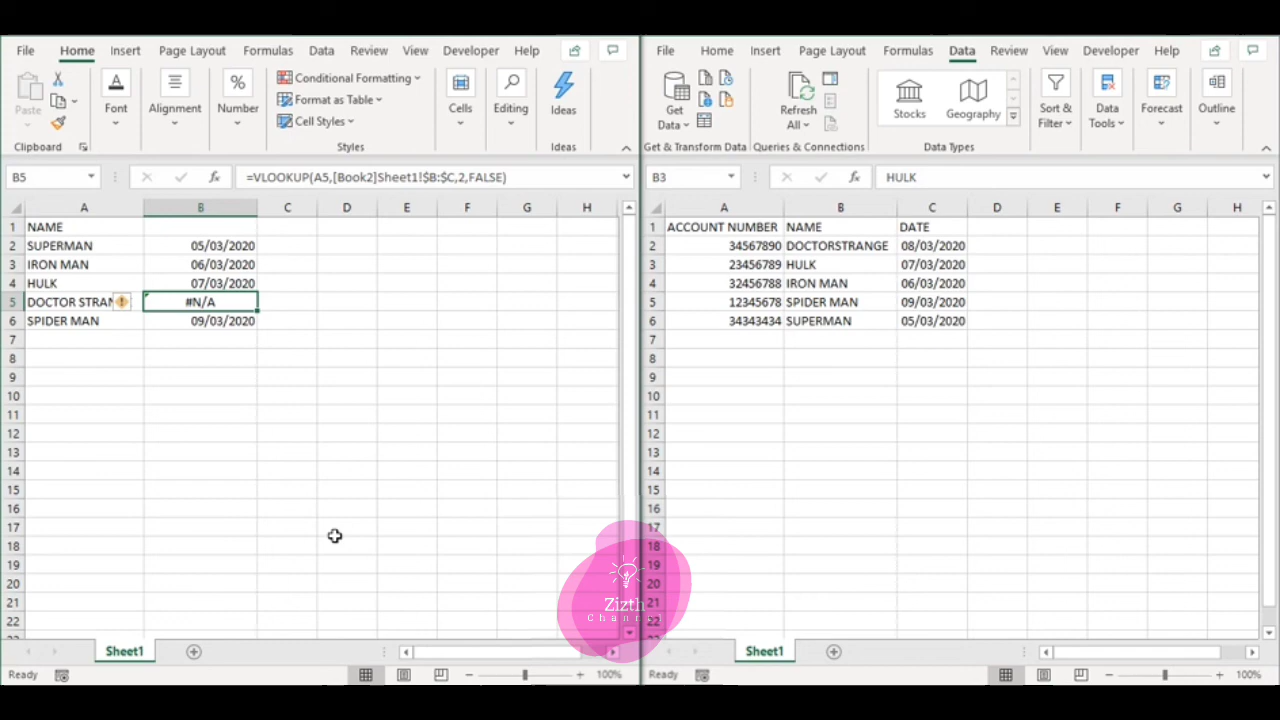 File Home Insert Page Layout Formulas Data Review View Developer Help
Paste
Clipboard
Font
Alignment
%
Number
Conditional Formatting
Format as Table
Cell Styles
Styles
Cells
Editing
Ideas
Ideas
B5 fx =VLOOKUP(A5,[Book2]Sheet1!$B:$C,2,FALSE)
A B C D E F G H
1 NAME
2 SUPERMAN 05/03/2020
3 IRON MAN 06/03/2020
4 HULK 07/03/2020
5 DOCTOR STRAN #N/A
6 SPIDER MAN 09/03/2020
7
8
9
10
11
12
13
14
15
16
17
18
19
20
21
22
Sheet1
Ready 100%
File Home Insert Page Layout Formulas Data Review View Developer Help
Get
Data
Get & Transform Data
Refresh
All
Queries & Connections
Stocks
Geography
Data Types
Sort &
Filter
Data
Tools
Forecast
Outline
B3 fx HULK
A B C D E F G H
1 ACCOUNT NUMBER NAME DATE
2 34567890 DOCTORSTRANGE 08/03/2020
3 23456789 HULK 07/03/2020
4 32456788 IRON MAN 06/03/2020
5 12345678 SPIDER MAN 09/03/2020
6 34343434 SUPERMAN 05/03/2020
7
8
9
10
11
12
13
14
15
16
17
18
19
20
21
22
Sheet1
Ready 100%
Zizth
Channel